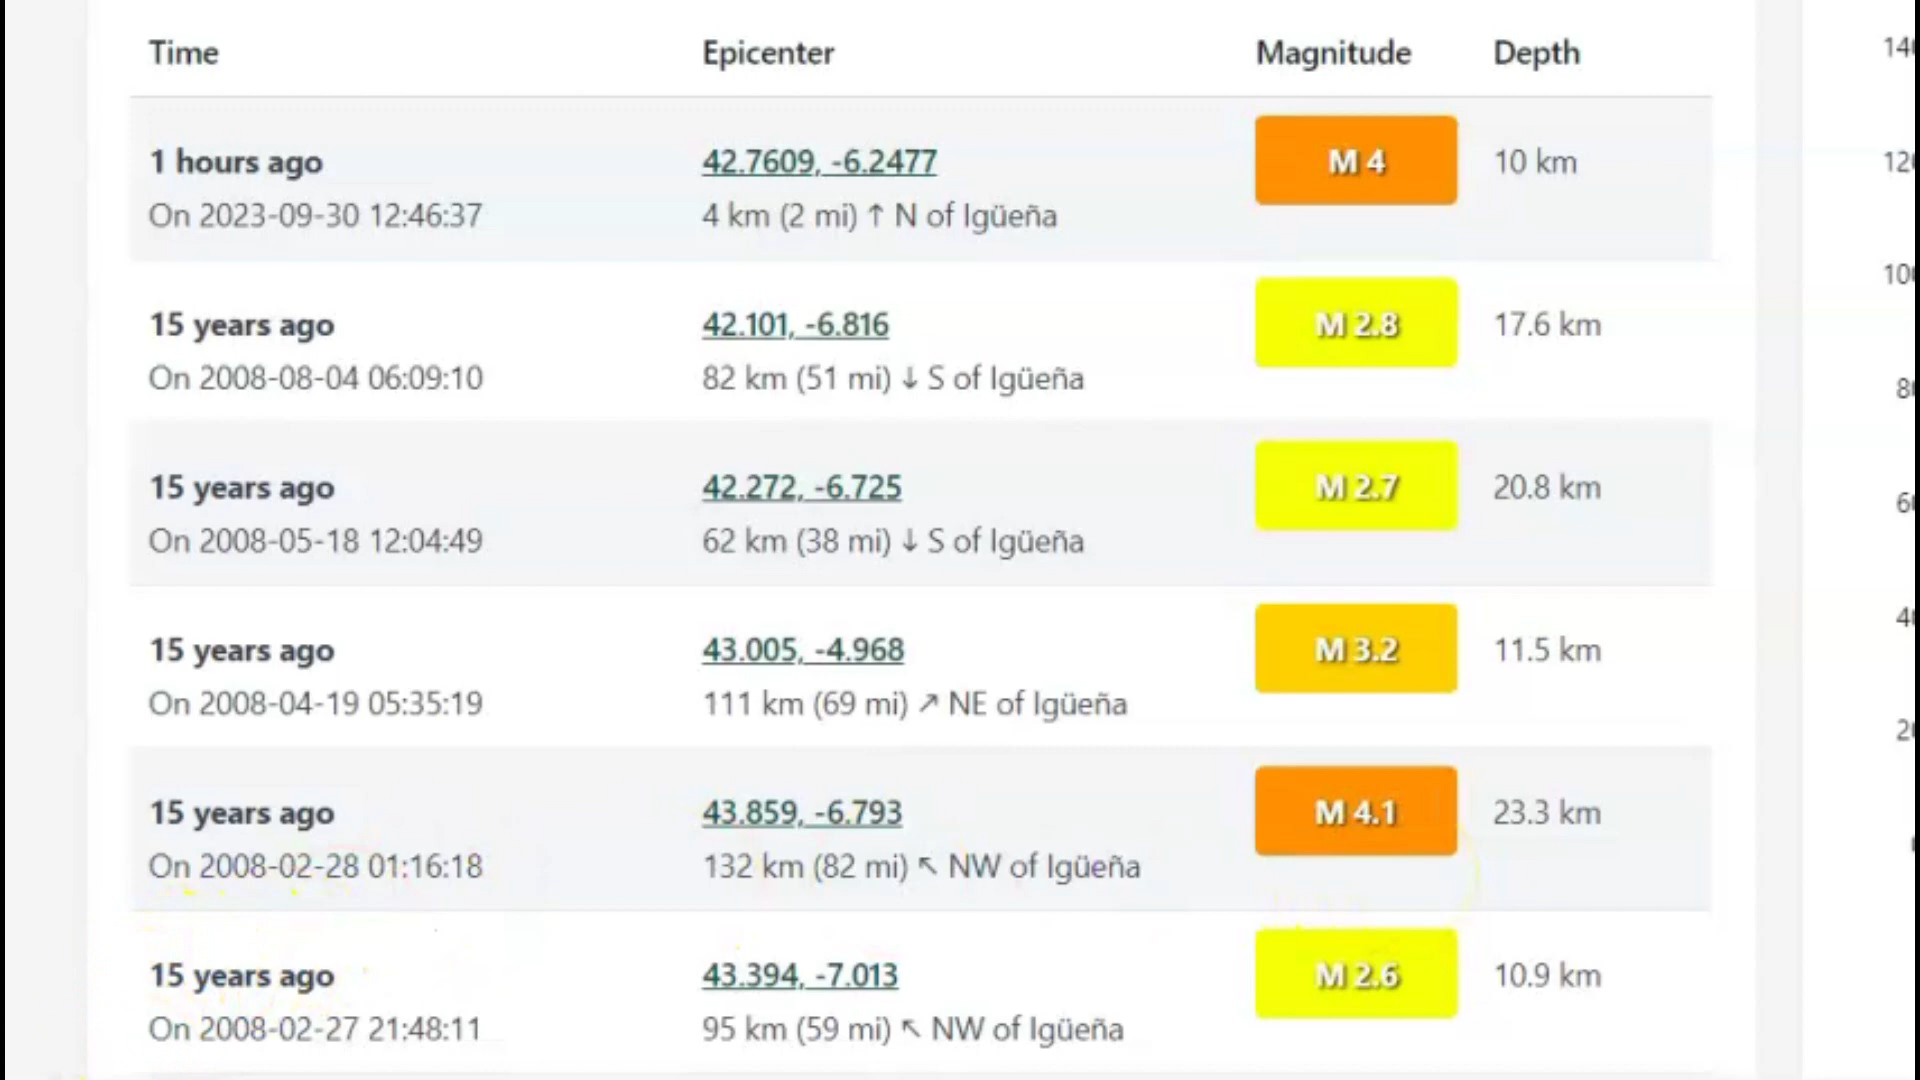 Time Epicenter Magnitude Depth
1 hours ago 42.7609, -6.2477 M 4 10 km
On 2023-09-30 12:46:37 4 km (2 mi) ↑ N of Igüeña
15 years ago 42.101, -6.816 M 2.8 17.6 km
On 2008-08-04 06:09:10 82 km (51 mi) ↓ S of Igüeña
15 years ago 42.272, -6.725 M 2.7 20.8 km
On 2008-05-18 12:04:49 62 km (38 mi) ↓ S of Igüeña
15 years ago 43.005, -4.968 M 3.2 11.5 km
On 2008-04-19 05:35:19 111 km (69 mi) ↗ NE of Igüeña
15 years ago 43.859, -6.793 M 4.1 23.3 km
On 2008-02-28 01:16:18 132 km (82 mi) ↖ NW of Igüeña
15 years ago 43.394, -7.013 M 2.6 10.9 km
On 2008-02-27 21:48:11 95 km (59 mi) ↖ NW of Igüeña